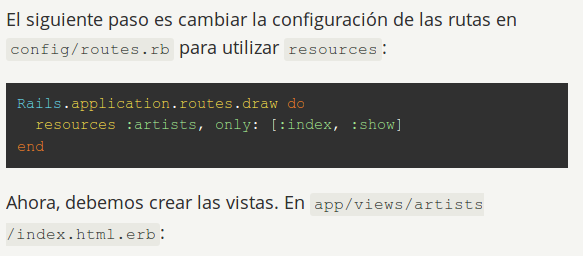 El siguiente paso es cambiar la configuración de las rutas en
config/routes.rb para utilizar resources:
Rails.application.routes.draw do
  resources :artists, only: [:index, :show]
end
Ahora, debemos crear las vistas. En app/views/artists
/index.html.erb: